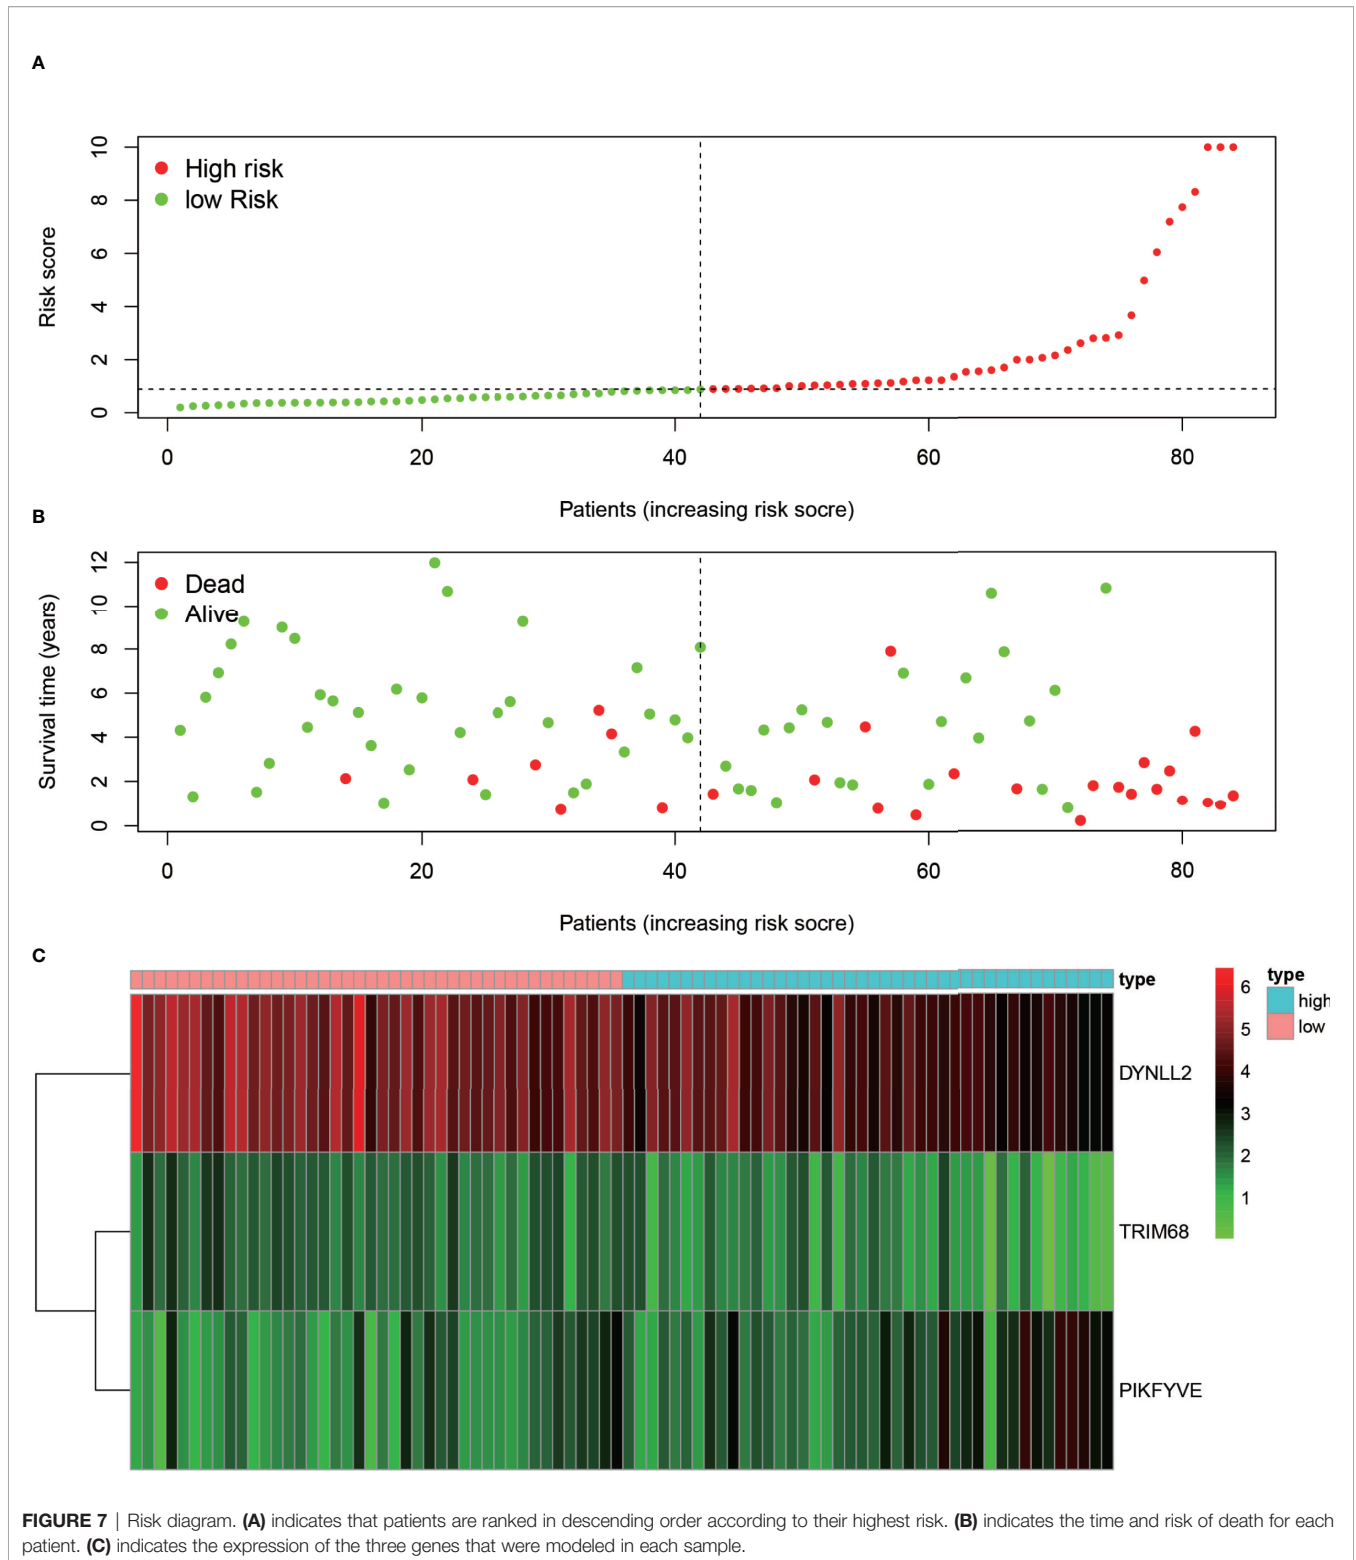 A
10
8
6
4
2
0
Risk score
High risk
low Risk
0 20 40 60 80
Patients (increasing risk socre)
B
12
10
8
6
4
2
0
Survival time (years)
Dead
Alive
0 20 40 60 80
Patients (increasing risk socre)
C
type
DYNLL2
TRIM68
PIKFYVE
6
5
4
3
2
1
type
high
low
FIGURE 7 | Risk diagram. (A) indicates that patients are ranked in descending order according to their highest risk. (B) indicates the time and risk of death for each
patient. (C) indicates the expression of the three genes that were modeled in each sample.